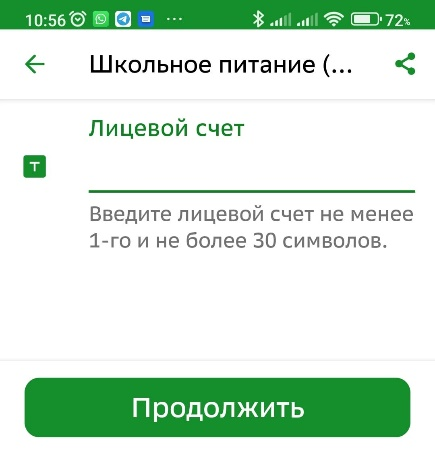 10:56 ... 72%
Школьное питание (...
Лицевой счет
T
Введите лицевой счет не менее
1-го и не более 30 символов.
Продолжить